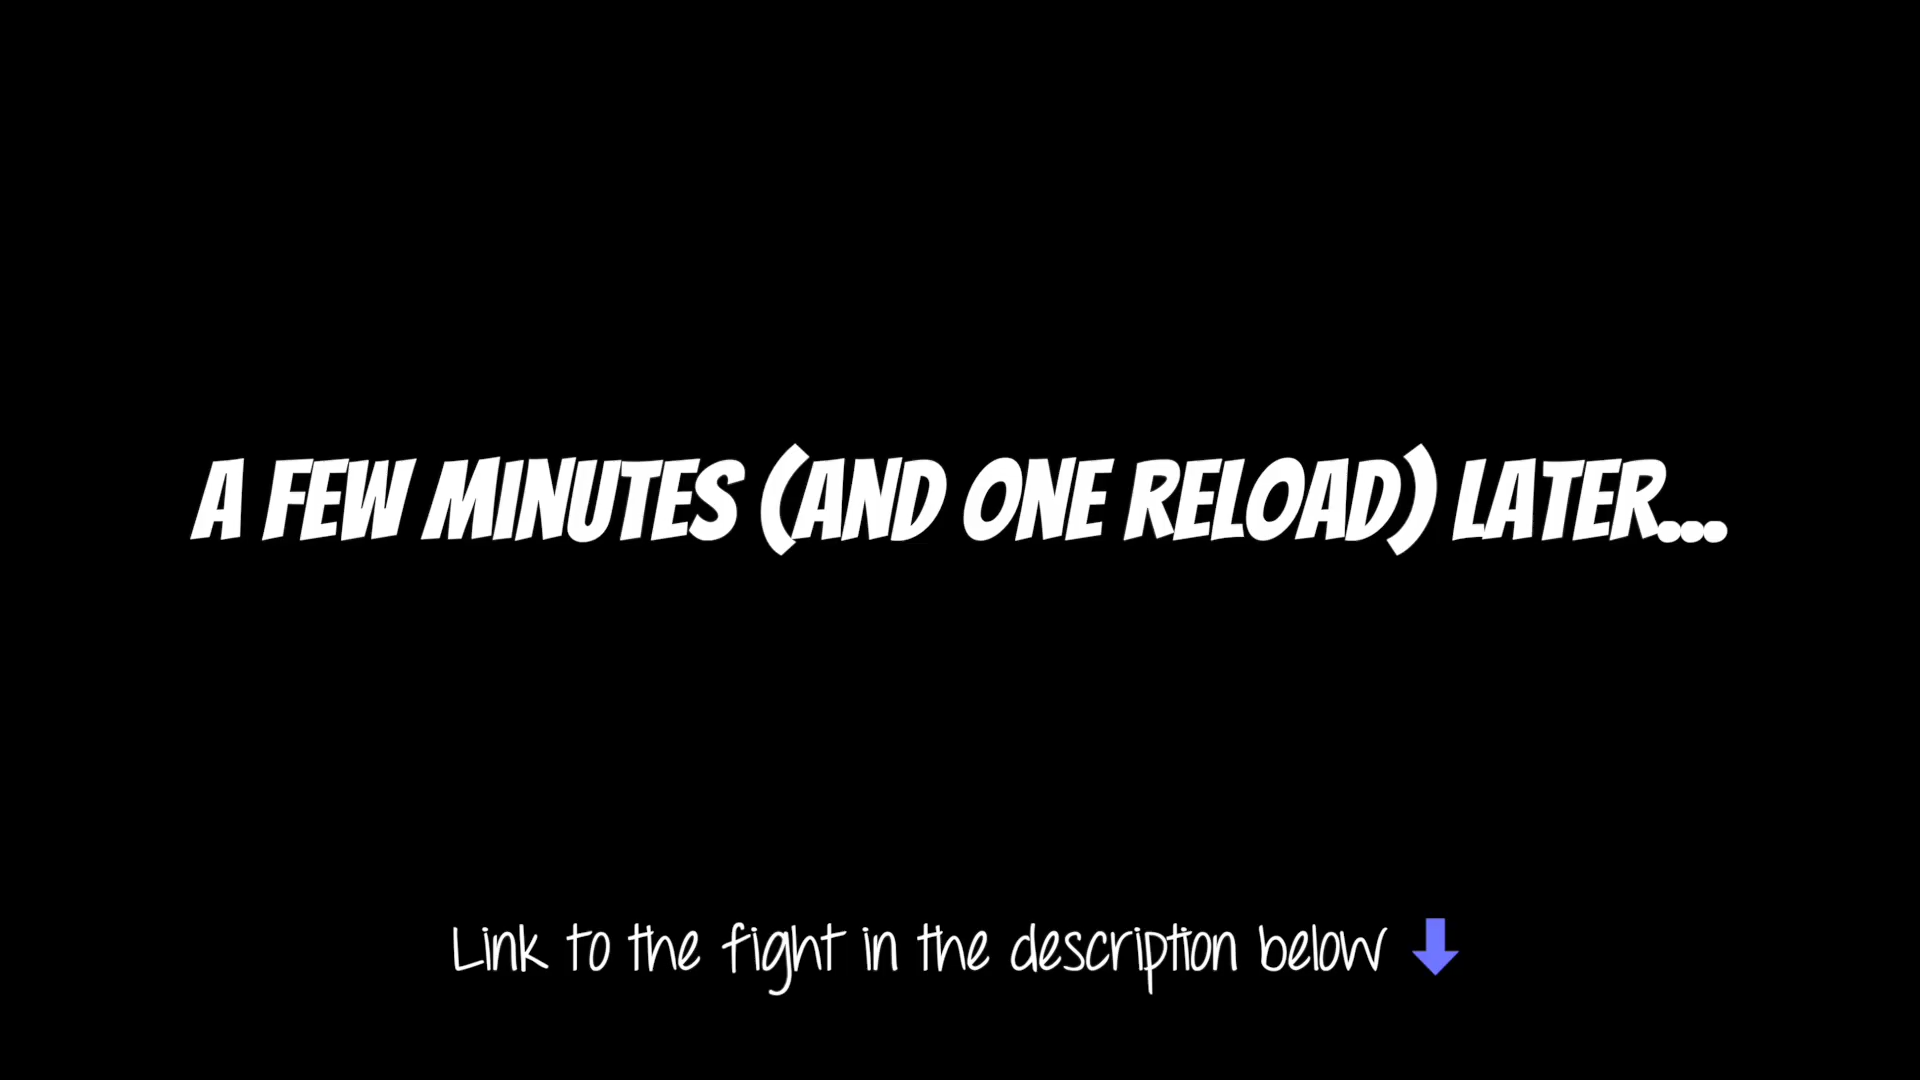 A FEW MINUTES (AND ONE RELOAD) LATER...
Link to the fight in the description below